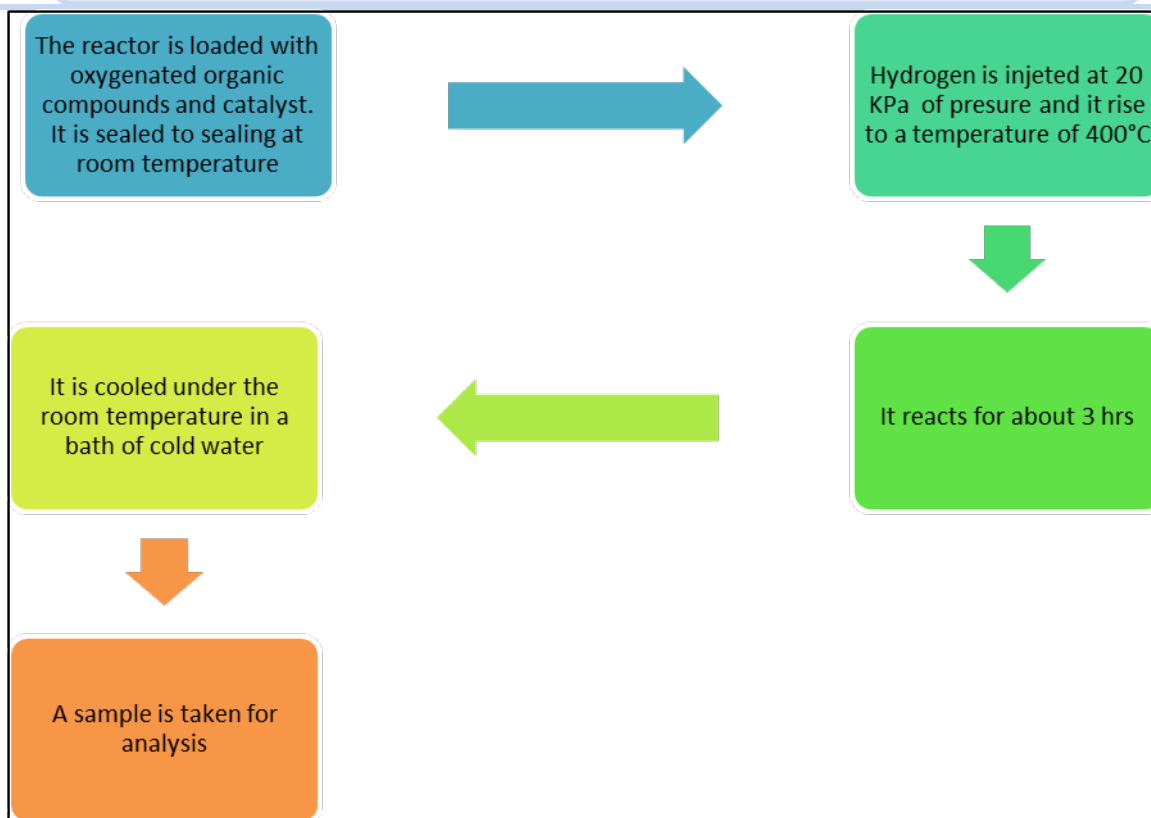 The reactor is loaded with
oxygenated organic
compounds and catalyst.
It is sealed to sealing at
room temperature
Hydrogen is injeted at 20
KPa of presure and it rise
to a temperature of 400°C
It reacts for about 3 hrs
It is cooled under the
room temperature in a
bath of cold water
A sample is taken for
analysis